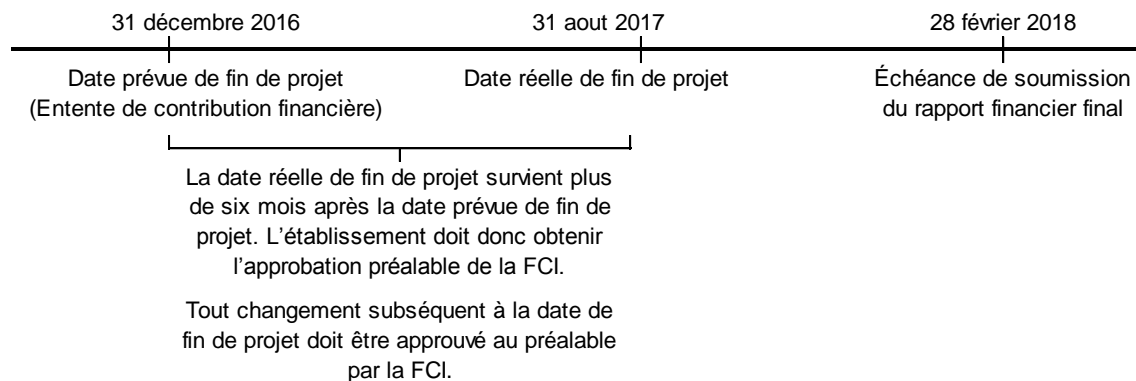 31 décembre 2016
31 aout 2017
28 février 2018
Date prévue de fin de projet
(Entente de contribution financière)
Date réelle de fin de projet
Échéance de soumission
du rapport financier final
La date réelle de fin de projet survient plus
de six mois après la date prévue de fin de
projet. L'établissement doit donc obtenir
l'approbation préalable de la FCI.
Tout changement subséquent à la date de
fin de projet doit être approuvé au préalable
par la FCI.